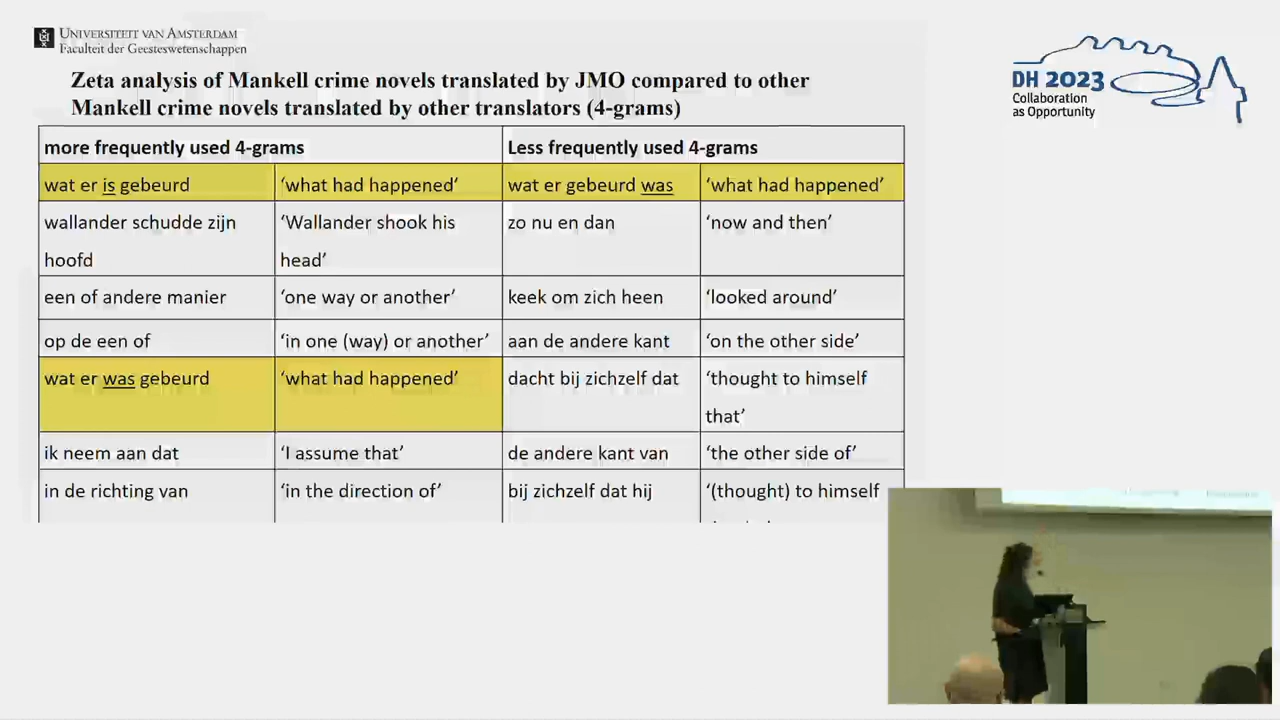 UNIVERSITEIT VAN AMSTERDAM
Faculteit der Geesteswetenschappen
DH 2023
Collaboration
as Opportunity
Zeta analysis of Mankell crime novels translated by JMO compared to other
Mankell crime novels translated by other translators (4-grams)
more frequently used 4-grams Less frequently used 4-grams
wat er is gebeurd ‘what had happened’ wat er gebeurd was ‘what had happened’
wallander schudde zijn ‘Wallander shook his zo nu en dan ‘now and then’
hoofd head’
een of andere manier ‘one way or another’ keek om zich heen ‘looked around’
op de een of ‘in one (way) or another’ aan de andere kant ‘on the other side’
wat er was gebeurd ‘what had happened’ dacht bij zichzelf dat ‘thought to himself
that’
ik neem aan dat ‘I assume that’ de andere kant van ‘the other side of’
in de richting van ‘in the direction of’ bij zichzelf dat hij ‘(thought) to himself